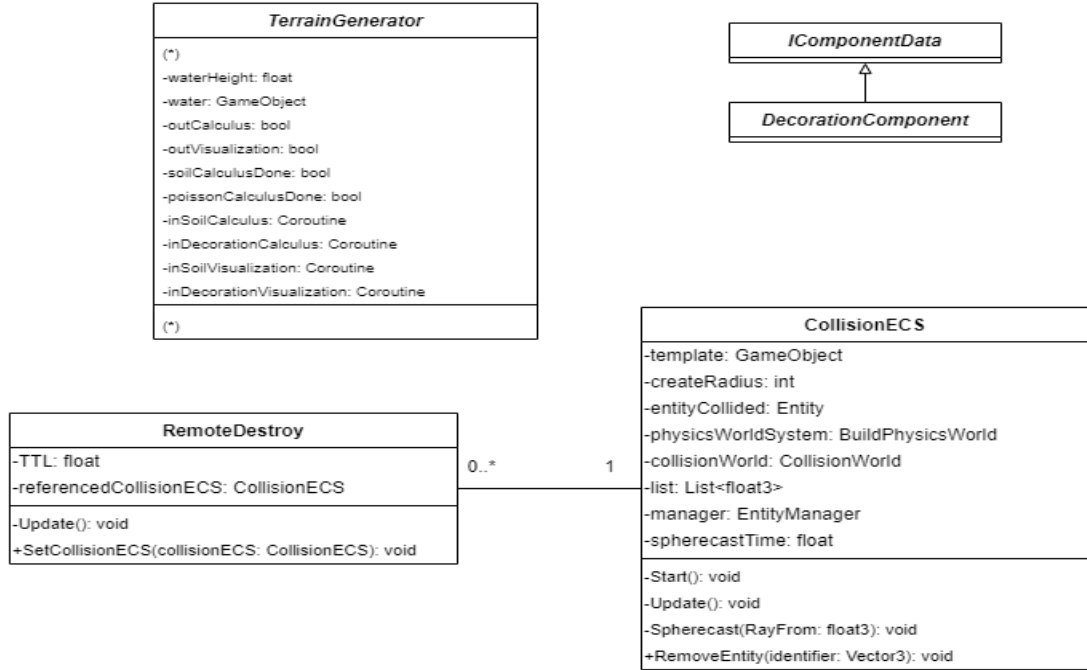 TerrainGenerator
(*)
-waterHeight: float
-water: GameObject
-outCalculus: bool
-outVisualization: bool
-soilCalculusDone: bool
-poissonCalculusDone: bool
-inSoilCalculus: Coroutine
-inDecorationCalculus: Coroutine
-inSoilVisualization: Coroutine
-inDecorationVisualization: Coroutine
(*)
IComponentData
DecorationComponent
RemoteDestroy
-TTL: float
-referencedCollisionECS: CollisionECS
-Update(): void
+SetCollisionECS(collisionECS: CollisionECS): void
0..*
1
CollisionECS
-template: GameObject
-createRadius: int
-entityCollided: Entity
-physicsWorldSystem: BuildPhysicsWorld
-collisionWorld: CollisionWorld
-list: List<float3>
-manager: EntityManager
-spherecastTime: float
-Start(): void
-Update(): void
-Spherecast(RayFrom: float3): void
+RemoveEntity(identifier: Vector3): void